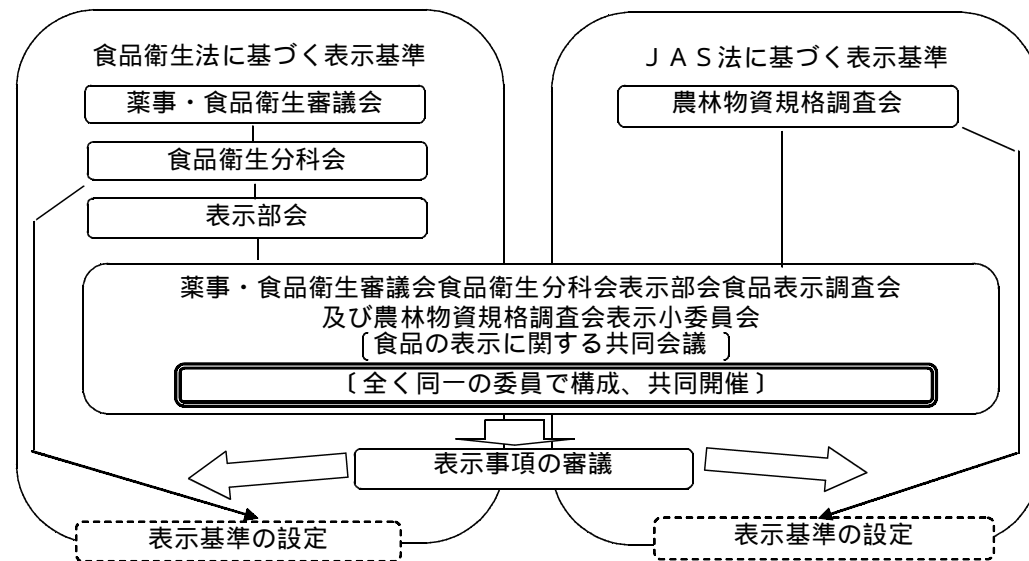 食品衛生法に基づく表示基準
薬事・食品衛生審議会
食品衛生分科会
表示部会
ＪＡＳ法に基づく表示基準
農林物資規格調査会
薬事・食品衛生審議会食品衛生分科会表示部会食品表示調査会
及び農林物資規格調査会表示小委員会
〔食品の表示に関する共同会議〕
〔全く同一の委員で構成、共同開催〕
表示事項の審議
表示基準の設定
表示基準の設定